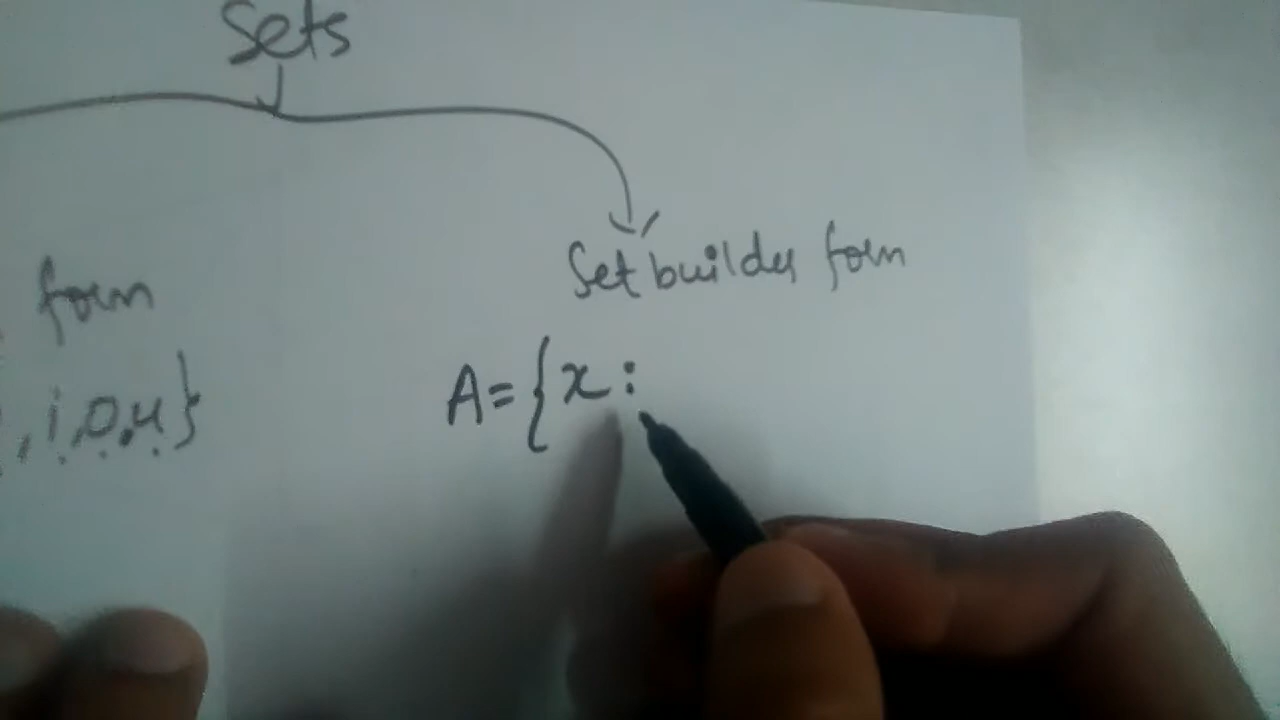 Sets
form
Set builder form
, i, o, u}
A = { x :